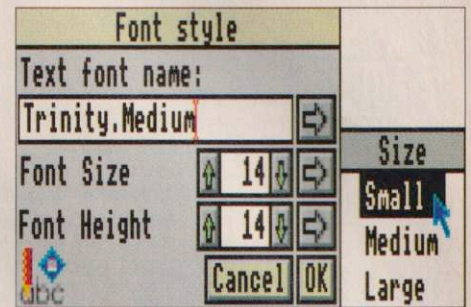 Font style
Text font name:
Trinity.Medium
Font Size 14
Font Height 14
abc
Cancel OK
Size
Small
Medium
Large